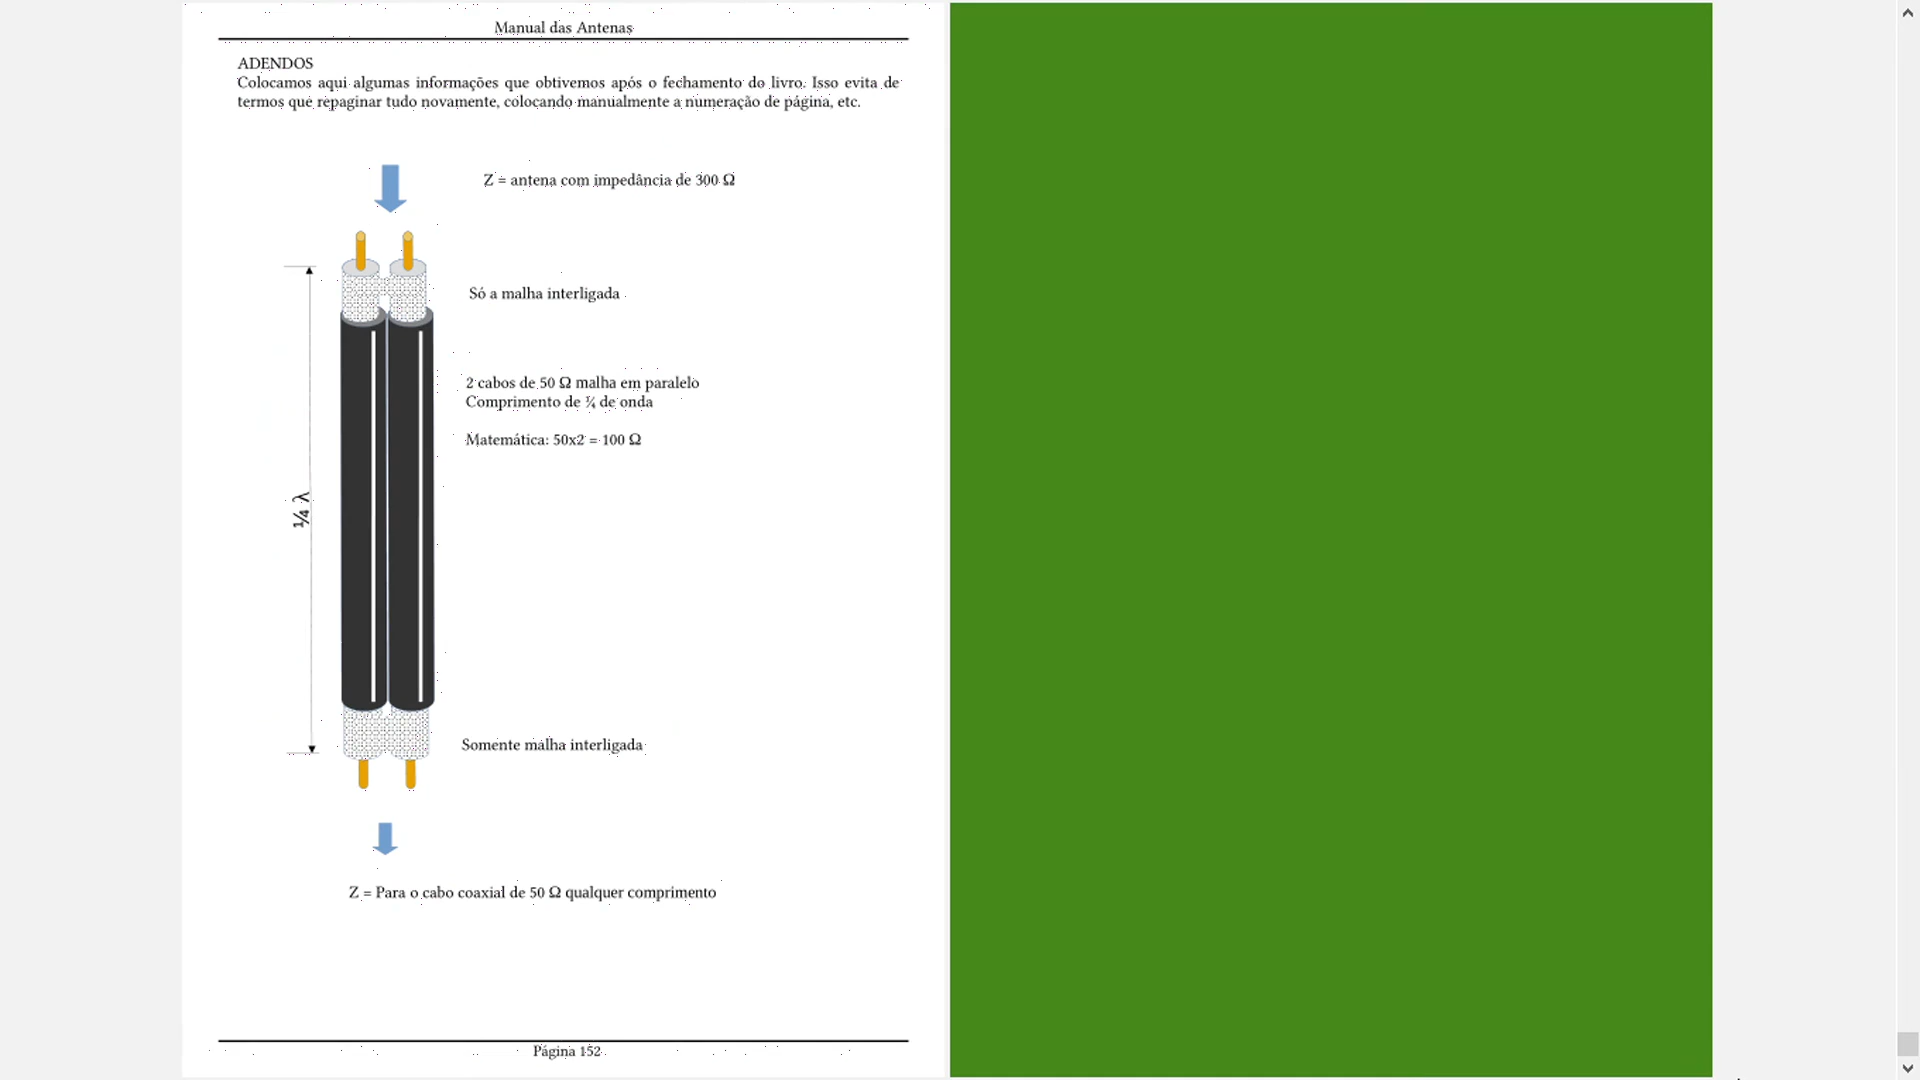 Manual das Antenas
ADENDOS
Colocamos aqui algumas informações que obtivemos após o fechamento do livro. Isso evita de
termos que repaginar tudo novamente, colocando manualmente a numeração de página, etc.
Z = antena com impedância de 300 Ω
Só a malha interligada
2 cabos de 50 Ω malha em paralelo
Comprimento de ¼ de onda
Matemática: 50x2 = 100 Ω
¼ λ
Somente malha interligada
Z = Para o cabo coaxial de 50 Ω qualquer comprimento
Página 152